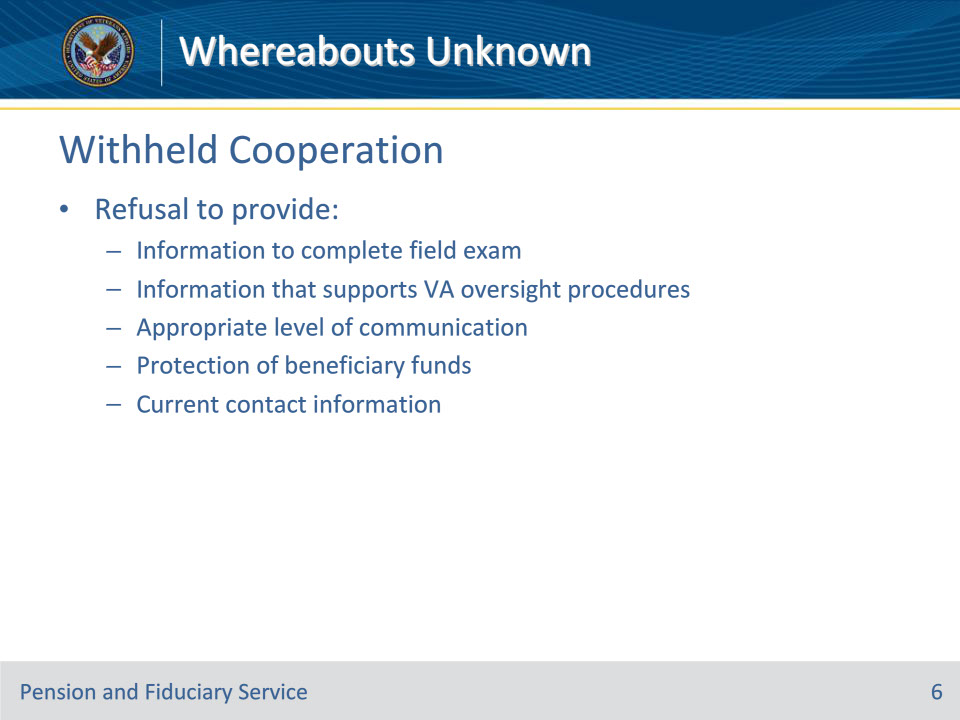 Whereabouts Unknown
Withheld Cooperation
• Refusal to provide:
– Information to complete field exam
– Information that supports VA oversight procedures
– Appropriate level of communication
– Protection of beneficiary funds
– Current contact information
Pension and Fiduciary Service 6